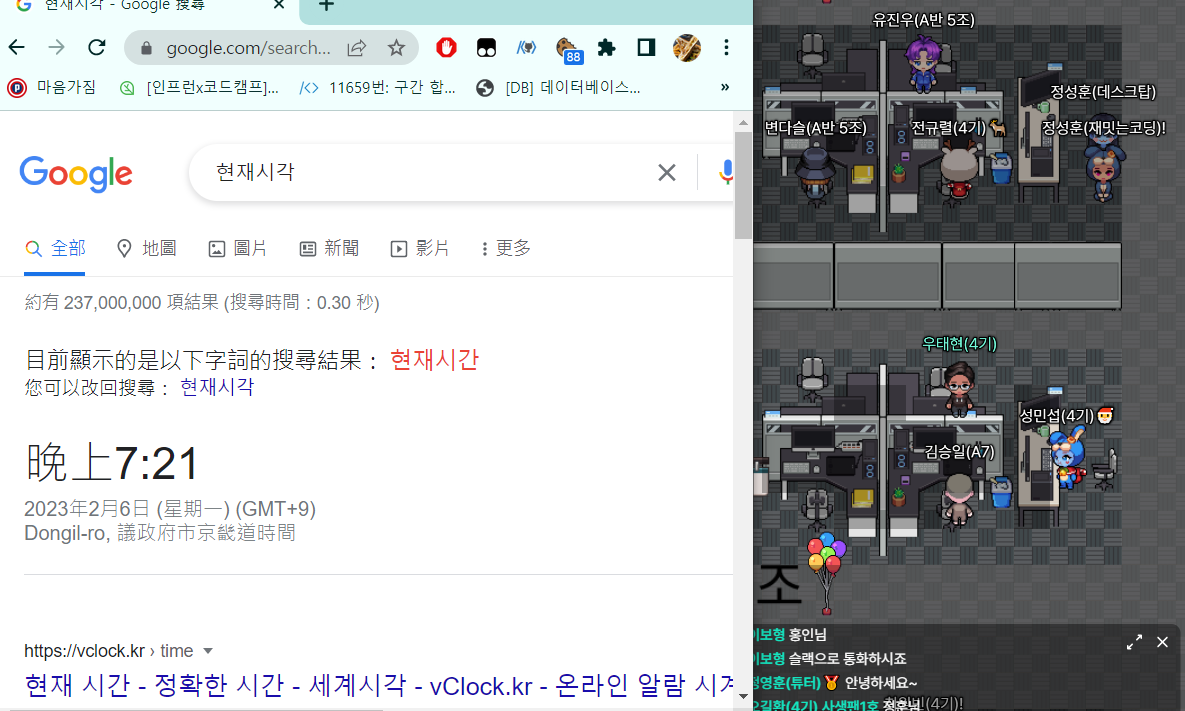 현재시각 - Google 搜尋
google.com/search...
88
마음가짐
[인프런x코드캠프]...
11659번: 구간 합...
[DB] 데이터베이스...
»
Google
현재시각
全部
地圖
圖片
新聞
影片
更多
約有 237,000,000 項結果 (搜尋時間：0.30 秒)
目前顯示的是以下字詞的搜尋結果： 현재시간
您可以改回搜尋： 현재시각
晚上7:21
2023年2月6日 (星期一) (GMT+9)
Dongil-ro, 議政府市京畿道時間
https://vclock.kr › time
현재 시간 - 정확한 시간 - 세계시각 - vClock.kr - 온라인 알람 시계
유진우(A반 5조)
정성훈(데스크탑)
변다슬(A반 5조)
전규렬(4기)
정성훈(재밋는코딩)!
우태현(4기)
성민섭(4기)
김승일(A7)
조
이보형 홍인님
이보형 슬랙으로 통화하시죠
정영훈(튜터) 안녕하세요~
오길환(4기) 사생팬1호 정훈님